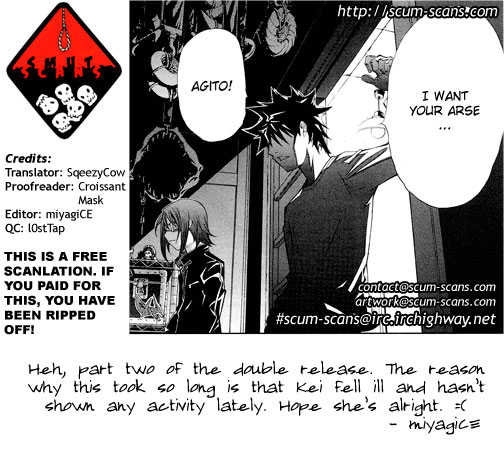 http://scum-scans.com
SCUM
Credits:
Translator: SqeezyCow
Proofreader: Croissant
Mask
Editor: miyagiCE
QC: l0stTap
THIS IS A FREE
SCANLATION. IF
YOU PAID FOR
THIS, YOU HAVE
BEEN RIPPED
OFF!
I WANT
YOUR ARSE
...
AGITO!
contact@scum-scans.com
artwork@scum-scans.com
#scum-scans@irc.irchighway.net
Heh, part two of the double release. The reason
why this took so long is that Kei fell ill and hasn't
shown any activity lately. Hope she's alright. =(
- miyagiCE